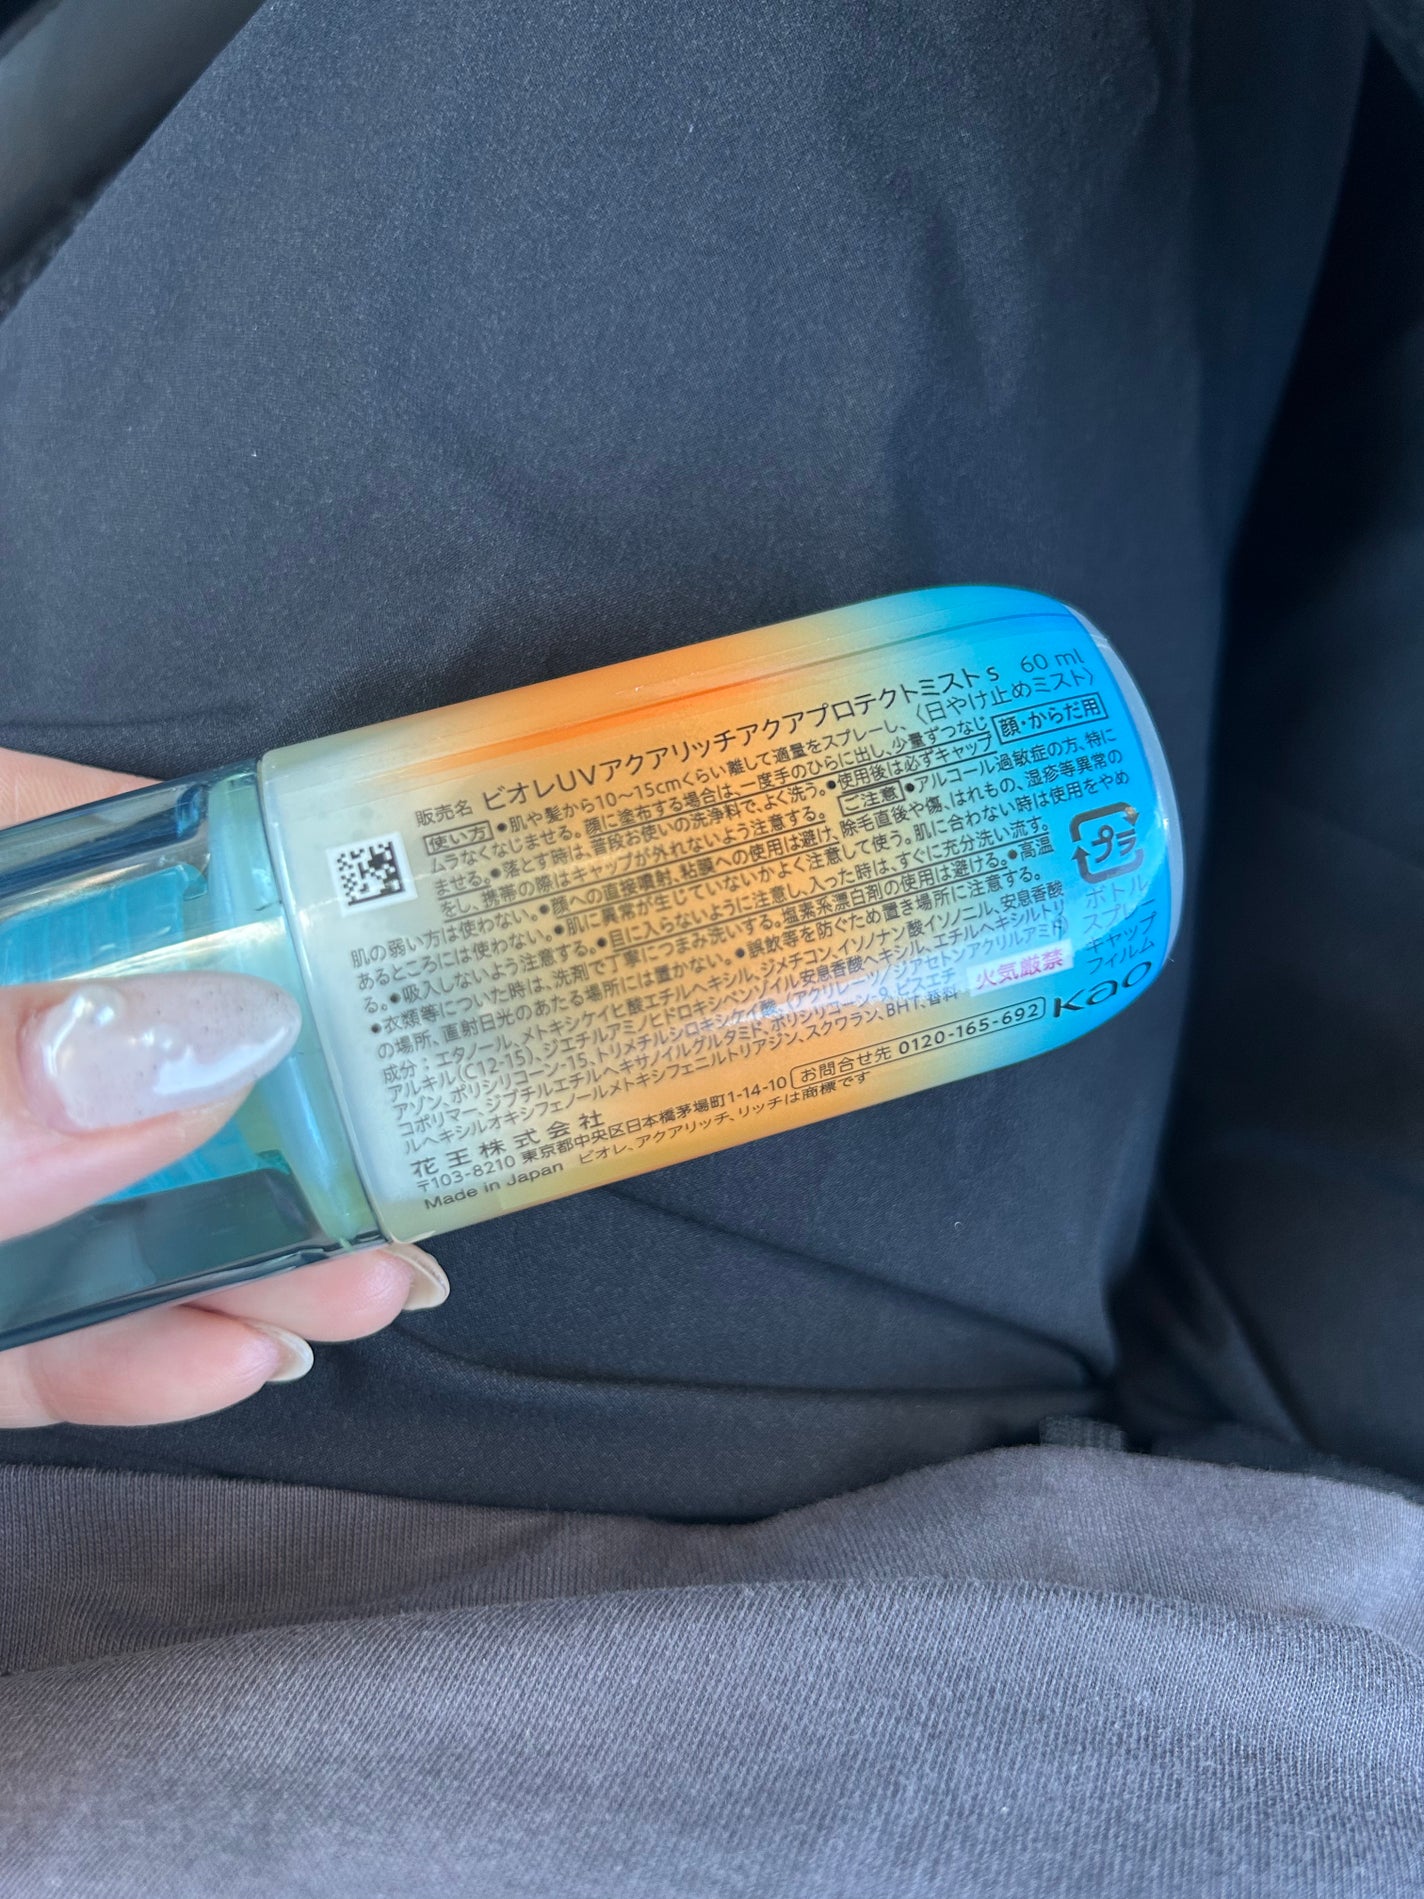 販売名 ビオレUVアクアリッチアクアプロテクトミスト s 60 ml
〈日やけ止めミスト〉
使い方 ●肌や髪から10〜15cmくらい離して適量をスプレーし、 顔・からだ用
ムラなくなじませる。顔に塗布する場合は、一度手のひらに出し、少量ずつなじ
ませる。●落とす時は、普段お使いの洗浄料で、よく洗う。●使用後は必ずキャップ
をし、携帯の際はキャップが外れないよう注意する。 ご注意 ●アルコール過敏症の方、特に
肌の弱い方は使わない。●顔への直接噴射、粘膜への使用は避け、除毛直後や傷、はれもの、湿疹等異常の
あるところには使わない。●肌に異常が生じていないかよく注意して使う。肌に合わない時は使用をやめ
る。●吸入しないよう注意する。●目に入らないように注意し、入った時は、すぐに充分洗い流す。
●衣類等についた時は、洗剤で丁寧につまみ洗いする。塩素系漂白剤の使用は避ける。●高温
の場所、直射日光のあたる場所には置かない。●誤飲等を防ぐため置き場所に注意する。
成分：エタノール、メトキシケイヒ酸エチルヘキシル、ジメチコン、イソノナン酸イソノニル、安息香酸
アルキル(C12-15)、ジエチルアミノヒドロキシベンゾイル安息香酸ヘキシル、エチルヘキシルトリ
アゾン、ポリシリコーン-15、トリメチルシロキシケイ酸、(アクリレーツ/ジアセトンアクリルアミド)
コポリマー、ジブチルエチルヘキサノイルグルタミド、ポリシリコーン-9、ビスエチ
ルヘキシルオキシフェノールメトキシフェニルトリアジン、スクワラン、BHT、香料
火気厳禁
プラ
ボトル
スプレー
キャップ
フィルム
花王株式会社
〒103-8210 東京都中央区日本橋茅場町1-14-10 お問合せ先 0120-165-692
Kao
Made in Japan ビオレ、アクアリッチ、リッチは商標です